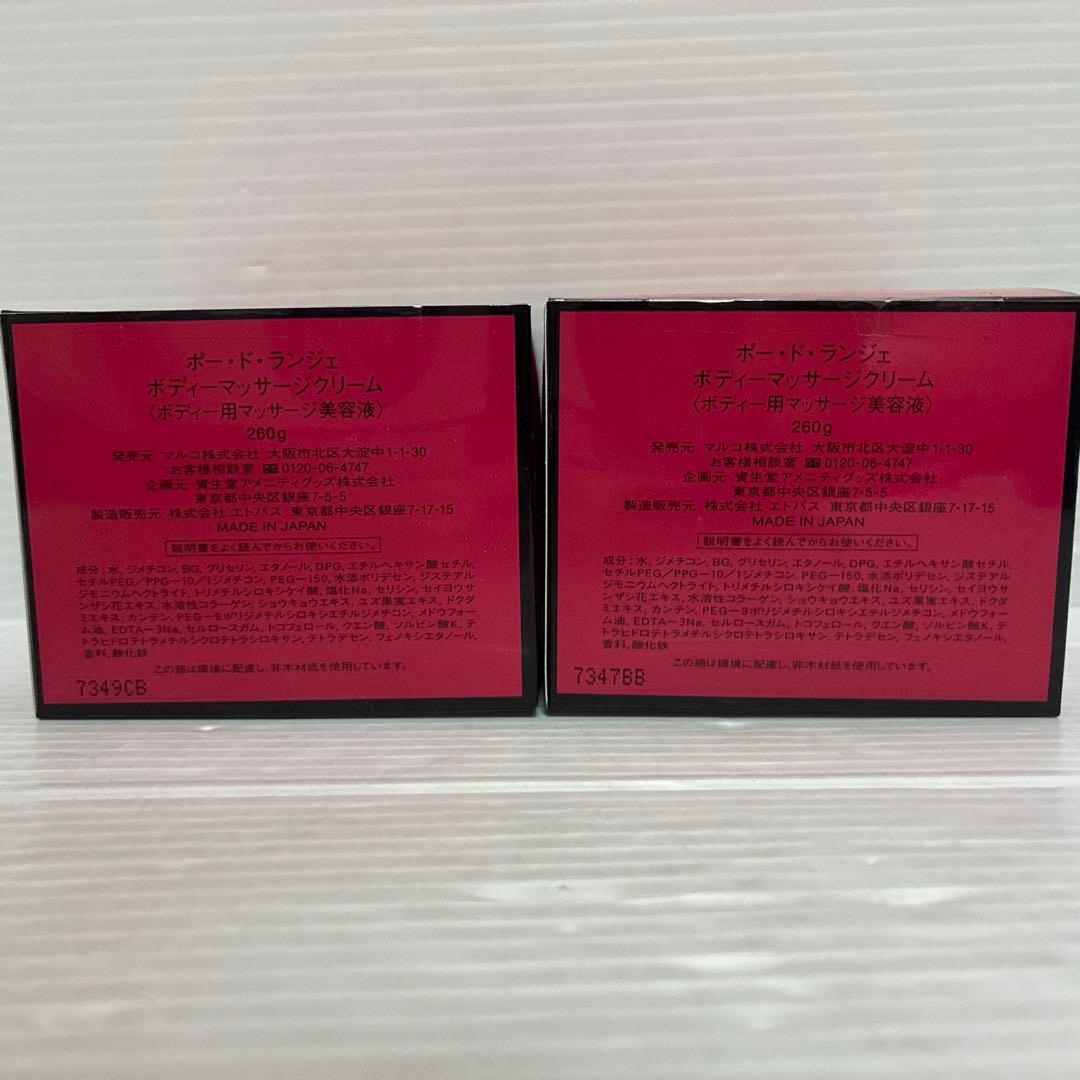 ポー・ド・ランジェ
ボディーマッサージクリーム
〈ボディー用マッサージ美容液〉
260g
発売元 マルコ株式会社 大阪市北区大淀中1-1-30
お客様相談室 0120-06-4747
企画元 資生堂アメニティグッズ株式会社
東京都中央区銀座7-5-5
製造販売元 株式会社 エトバス 東京都中央区銀座7-17-15
MADE IN JAPAN
説明書をよく読んでからお使いください。
成分:水,ジメチコン,BG,グリセリン,エタノール,DPG,エチルヘキサン酸セチル,
セチルPEG/PPG-10/1ジメチコン,PEG-150,水添ポリデセン,ジステアル
ジモニウムヘクトライト,トリメチルシロキシケイ酸,塩化Na,セリシン,セイヨウサ
ンザシ花エキス,水溶性コラーゲン,ショウキョウエキス,ユズ果実エキス,ドクダ
ミエキス,カンテン,PEG-9ポリジメチルシロキシエチルジメチコン,メドウフォー
ム油,EDTA-3Na,セルロースガム,トコフェロール,クエン酸,ソルビン酸K,テ
トラヒドロテトラメチルシクロテトラシロキサン,テトラデセン,フェノキシエタノール,
香料,酸化鉄
この箱は環境に配慮し、非木材紙を使用しています。
7349CB
ポー・ド・ランジェ
ボディーマッサージクリーム
〈ボディー用マッサージ美容液〉
260g
発売元 マルコ株式会社 大阪市北区大淀中1-1-30
お客様相談室 0120-06-4747
企画元 資生堂アメニティグッズ株式会社
東京都中央区銀座7-5-5
製造販売元 株式会社 エトバス 東京都中央区銀座7-17-15
MADE IN JAPAN
説明書をよく読んでからお使いください。
成分:水,ジメチコン,BG,グリセリン,エタノール,DPG,エチルヘキサン酸セチル,
セチルPEG/PPG-10/1ジメチコン,PEG-150,水添ポリデセン,ジステアル
ジモニウムヘクトライト,トリメチルシロキシケイ酸,塩化Na,セリシン,セイヨウサ
ンザシ花エキス,水溶性コラーゲン,ショウキョウエキス,ユズ果実エキス,ドクダ
ミエキス,カンテン,PEG-9ポリジメチルシロキシエチルジメチコン,メドウフォー
ム油,EDTA-3Na,セルロースガム,トコフェロール,クエン酸,ソルビン酸K,テ
トラヒドロテトラメチルシクロテトラシロキサン,テトラデセン,フェノキシエタノール,
香料,酸化鉄
この箱は環境に配慮し、非木材紙を使用しています。
7347BB